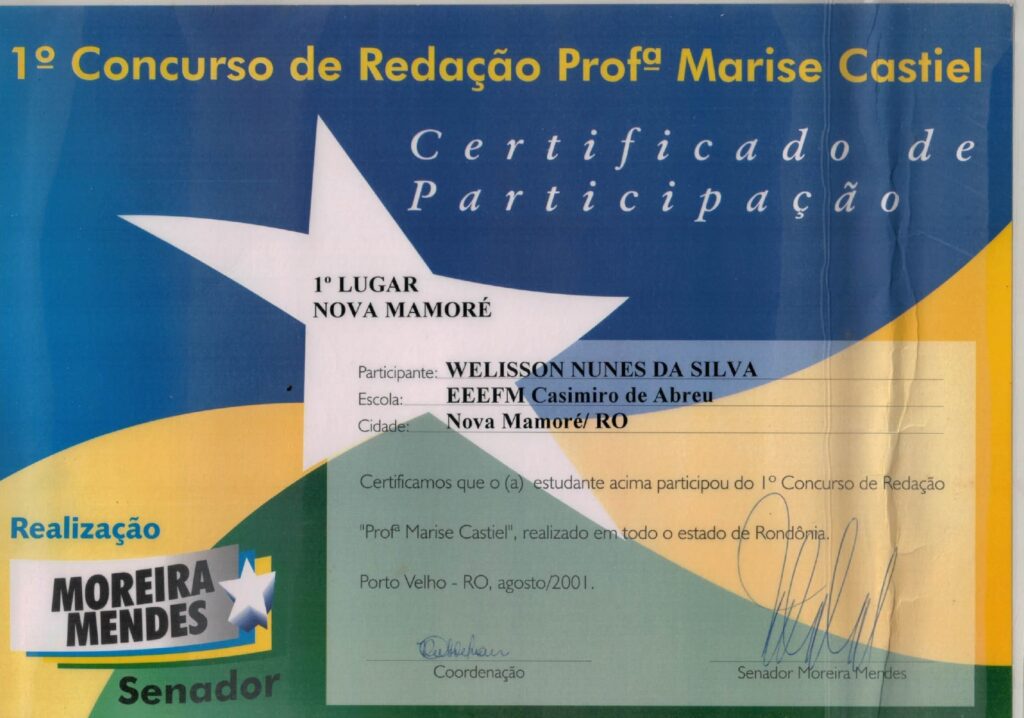 1º Concurso de Redação Profª Marise Castiel
Certificado de
Participação
1º LUGAR
NOVA MAMORÉ
Participante: WELISSON NUNES DA SILVA
Escola: EEEFM Casimiro de Abreu
Cidade: Nova Mamoré/ RO
Certificamos que o (a) estudante acima participou do 1º Concurso de Redação
"Profª Marise Castiel", realizado em todo o estado de Rondônia.
Porto Velho - RO, agosto/2001.
Realização
MOREIRA
MENDES
Senador
Coordenação
Senador Moreira Mendes